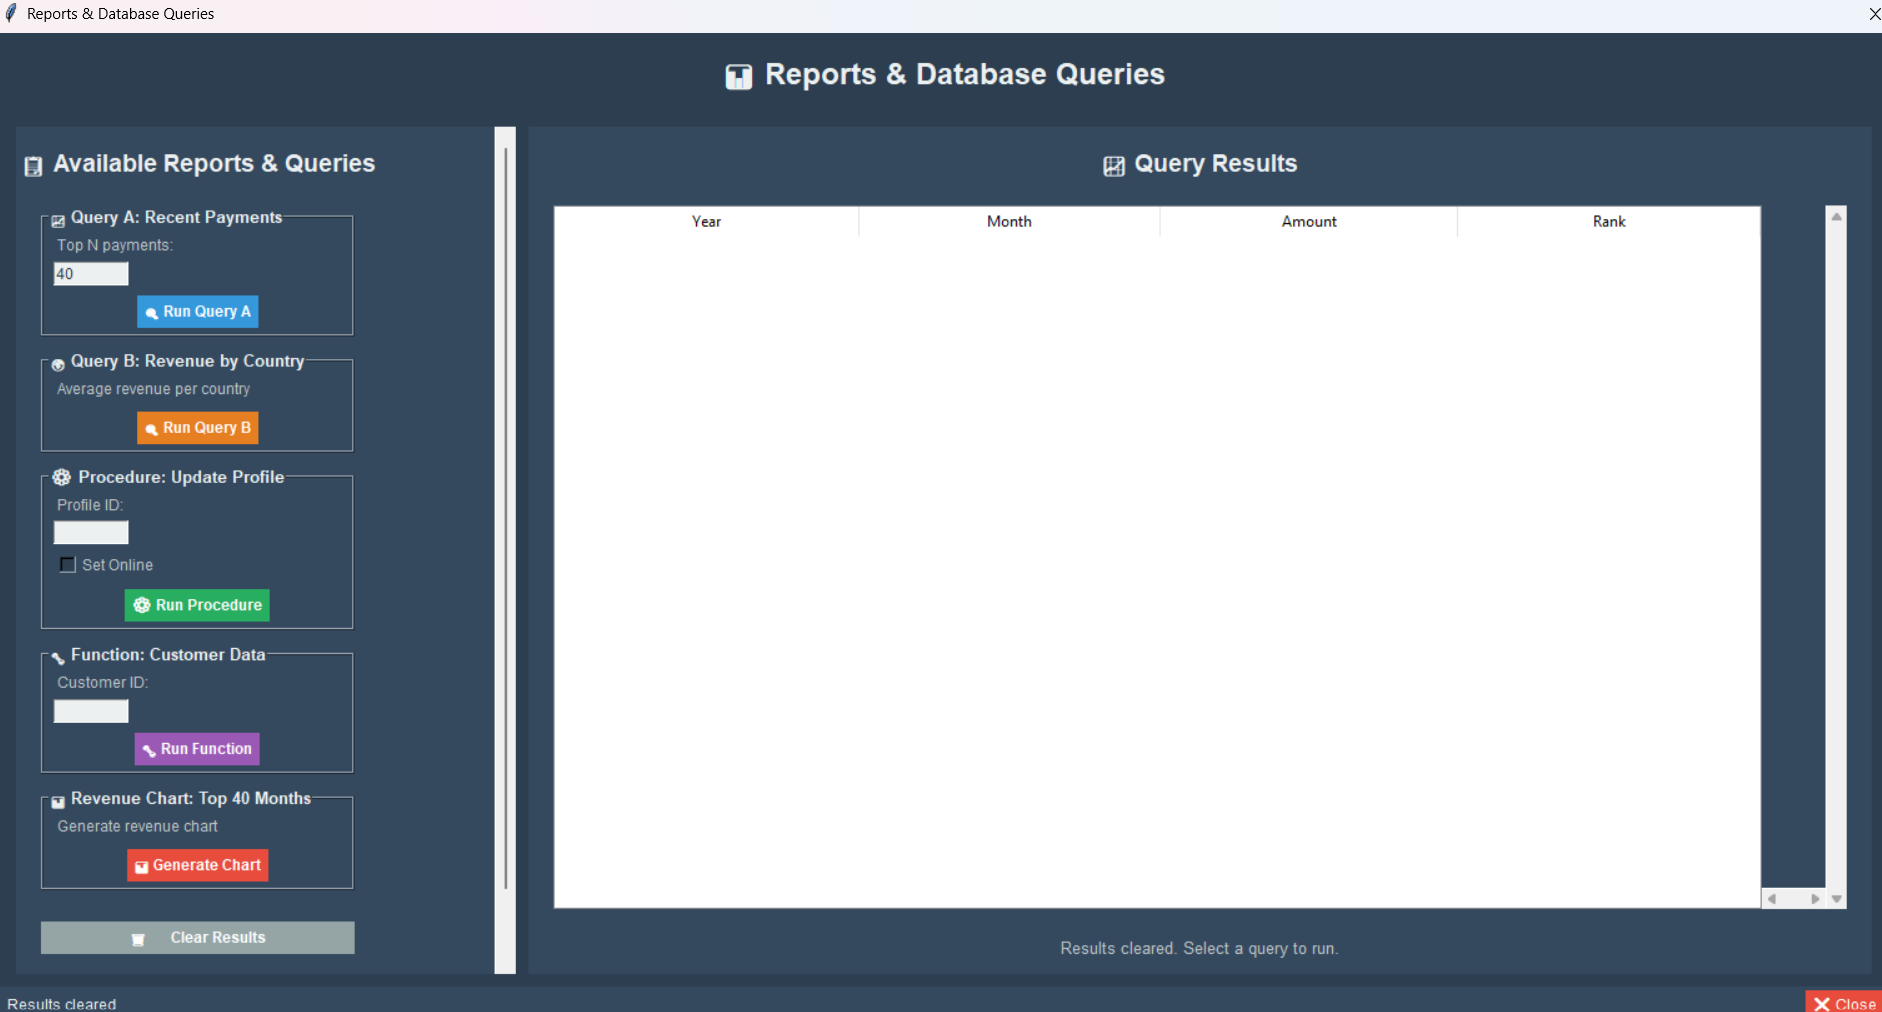 Reports & Database Queries
Reports & Database Queries
Available Reports & Queries
Query A: Recent Payments
Top N payments:
40
Run Query A
Query B: Revenue by Country
Average revenue per country
Run Query B
Procedure: Update Profile
Profile ID:
Set Online
Run Procedure
Function: Customer Data
Customer ID:
Run Function
Revenue Chart: Top 40 Months
Generate revenue chart
Generate Chart
Clear Results
Query Results
Year Month Amount Rank
Results cleared. Select a query to run.
Results cleared
Close